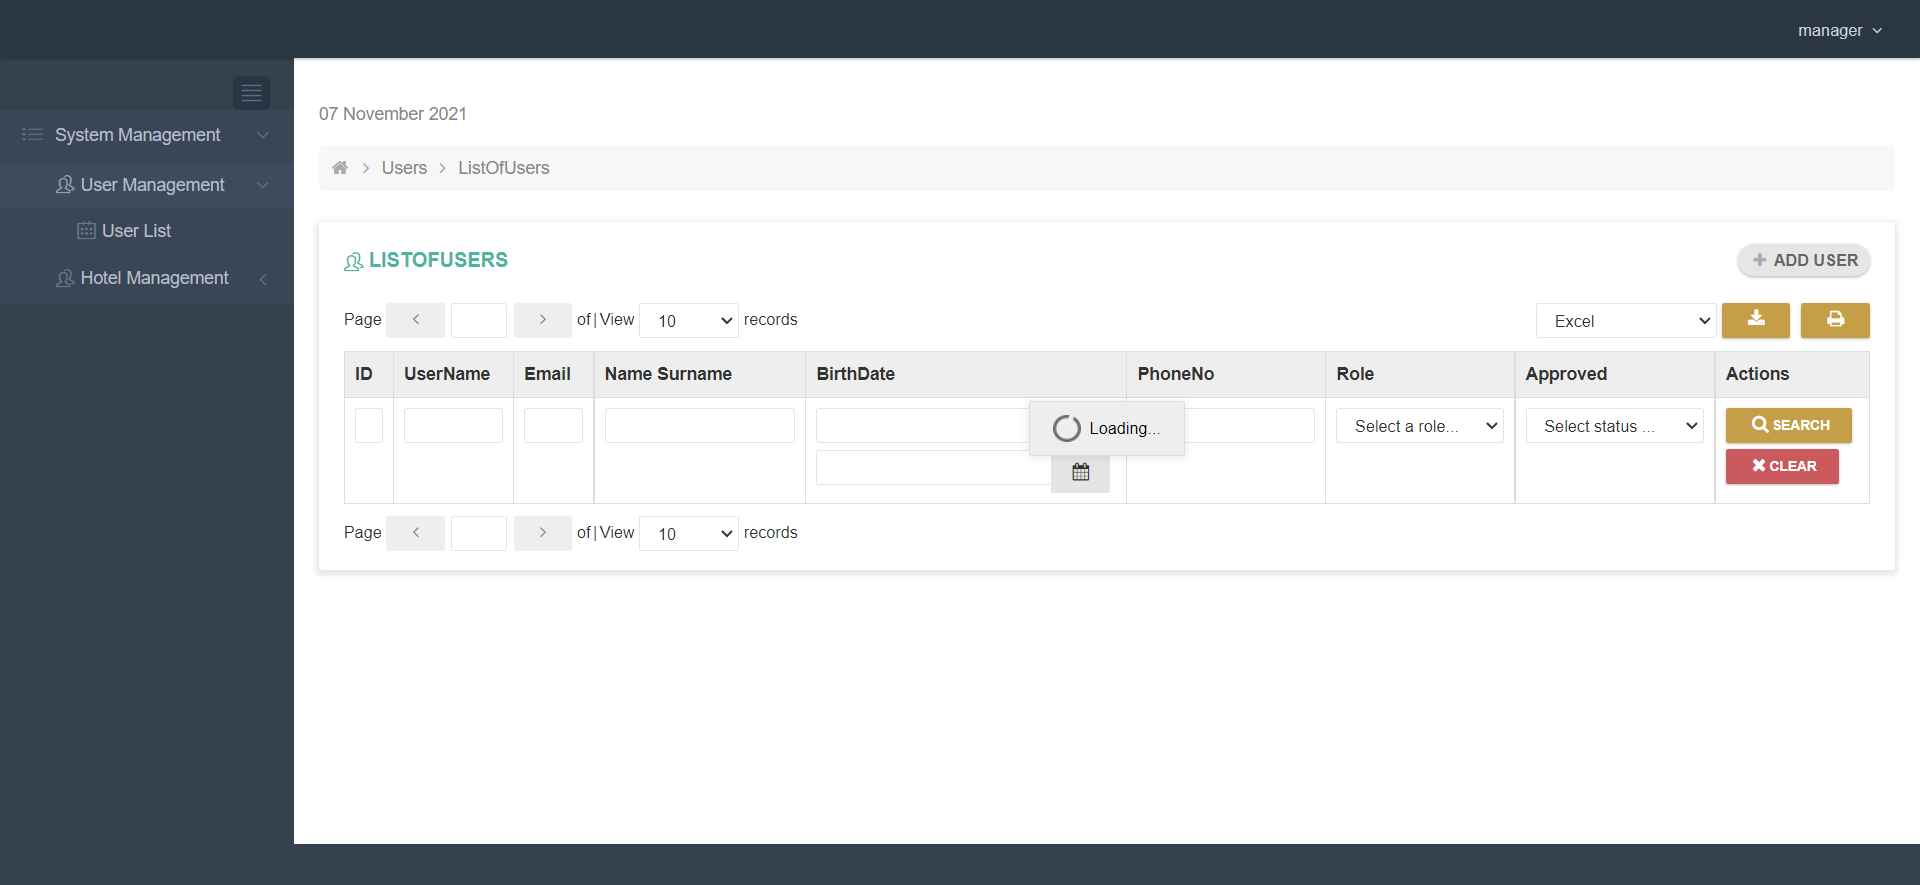 manager
System Management
User Management
User List
Hotel Management
07 November 2021
Users ListOfUsers
LISTOFUSERS
ADD USER
Page of | View 10 records
Excel
ID UserName Email Name Surname BirthDate PhoneNo Role Approved Actions
Loading...
Select a role... Select status ... SEARCH
CLEAR
Page of | View 10 records